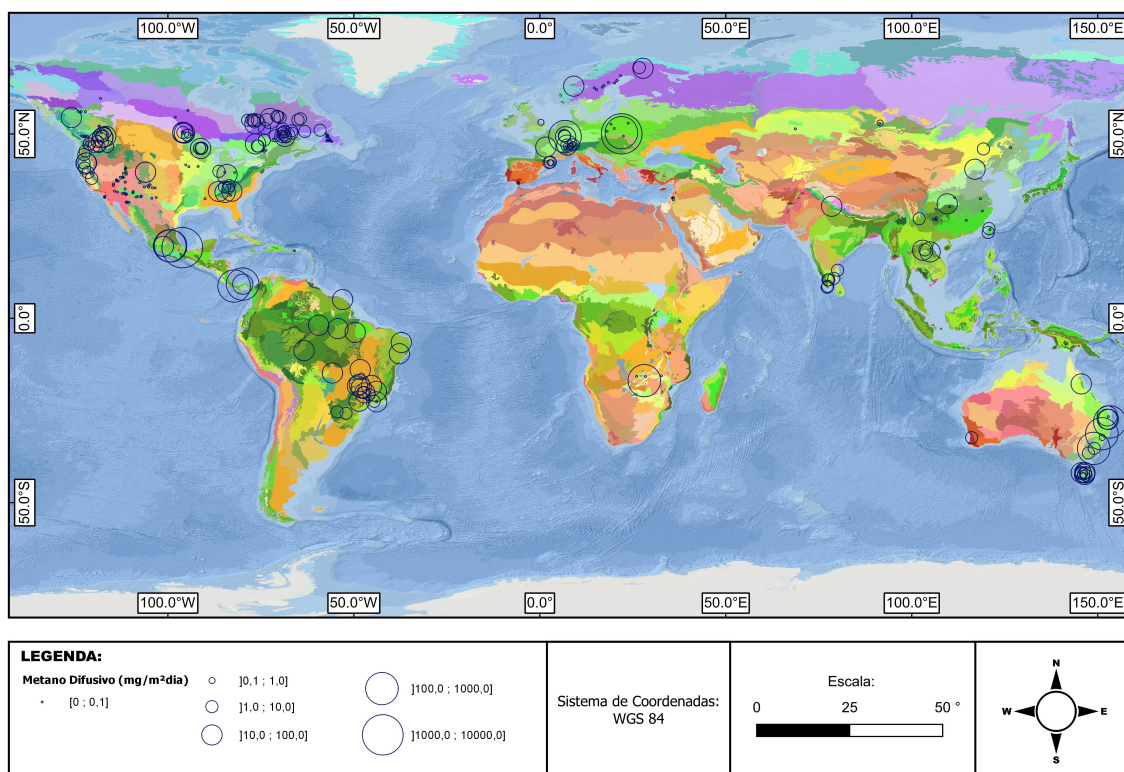 100.0°W 50.0°W 0.0° 50.0°E 100.0°E 150.0°E
50.0°N 50.0°N
0.0° 0.0°
50.0°S 50.0°S
100.0°W 50.0°W 0.0° 50.0°E 100.0°E 150.0°E
LEGENDA:
Metano Difusivo (mg/m²dia)
[0 ; 0,1]
]0,1 ; 1,0]
]1,0 ; 10,0]
]10,0 ; 100,0]
]100,0 ; 1000,0]
]1000,0 ; 10000,0]
Sistema de Coordenadas:
WGS 84
Escala:
0 25 50 °
N
W E
S